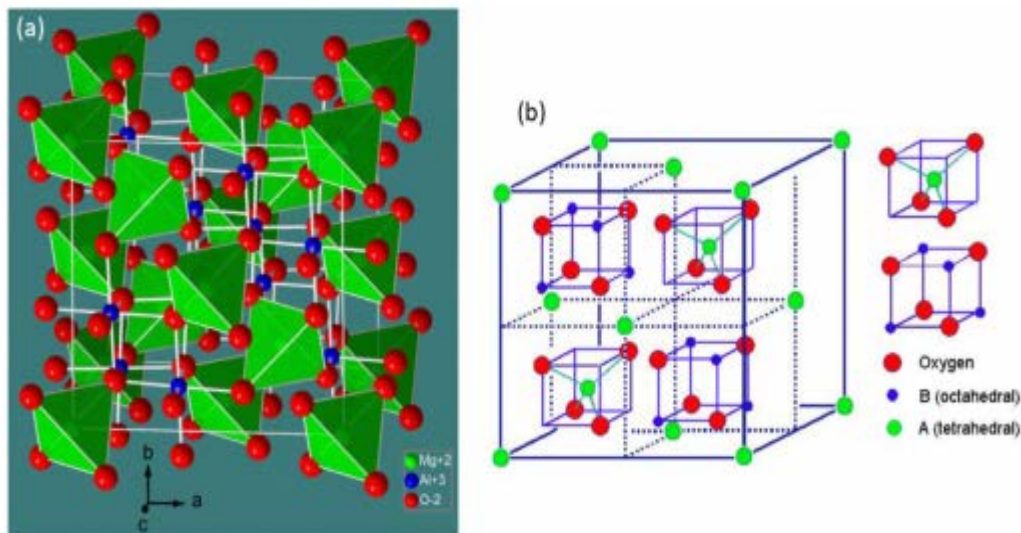 (a)
b
a
c
Mg+2
Al+3
O-2
(b)
Oxygen
B (octahedral)
A (tetrahedral)